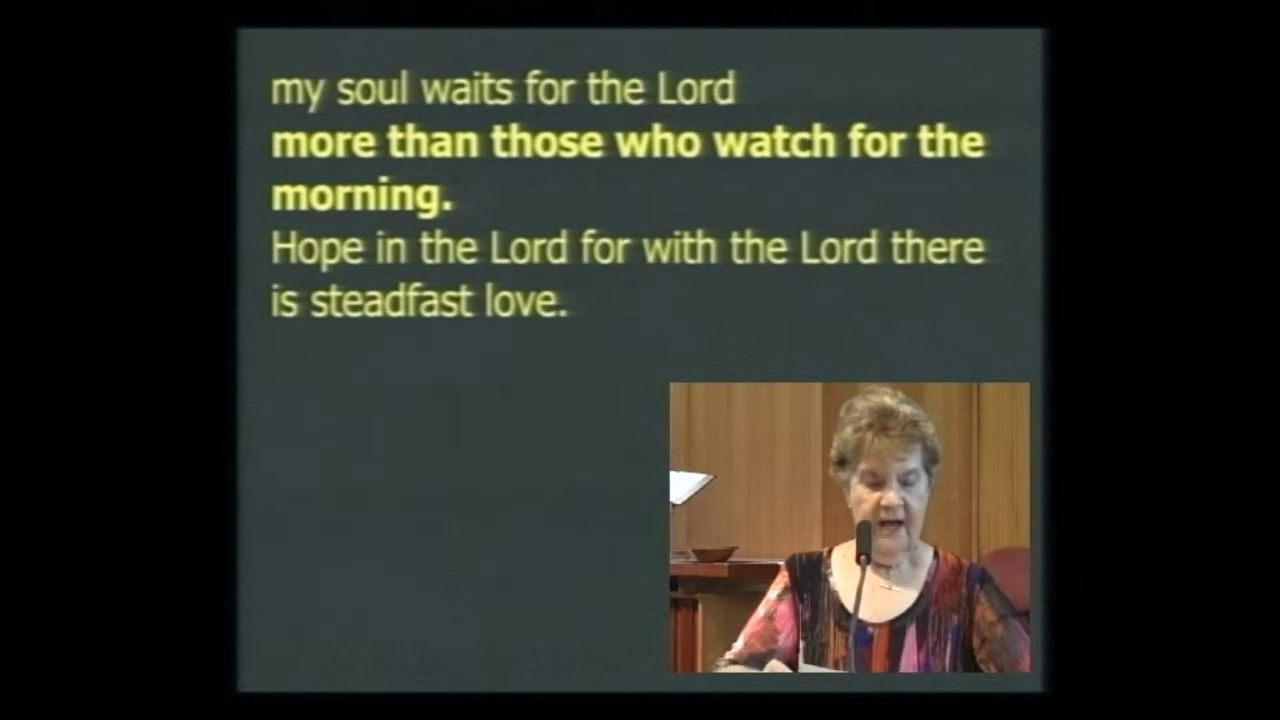 my soul waits for the Lord
more than those who watch for the
morning.
Hope in the Lord for with the Lord there
is steadfast love.